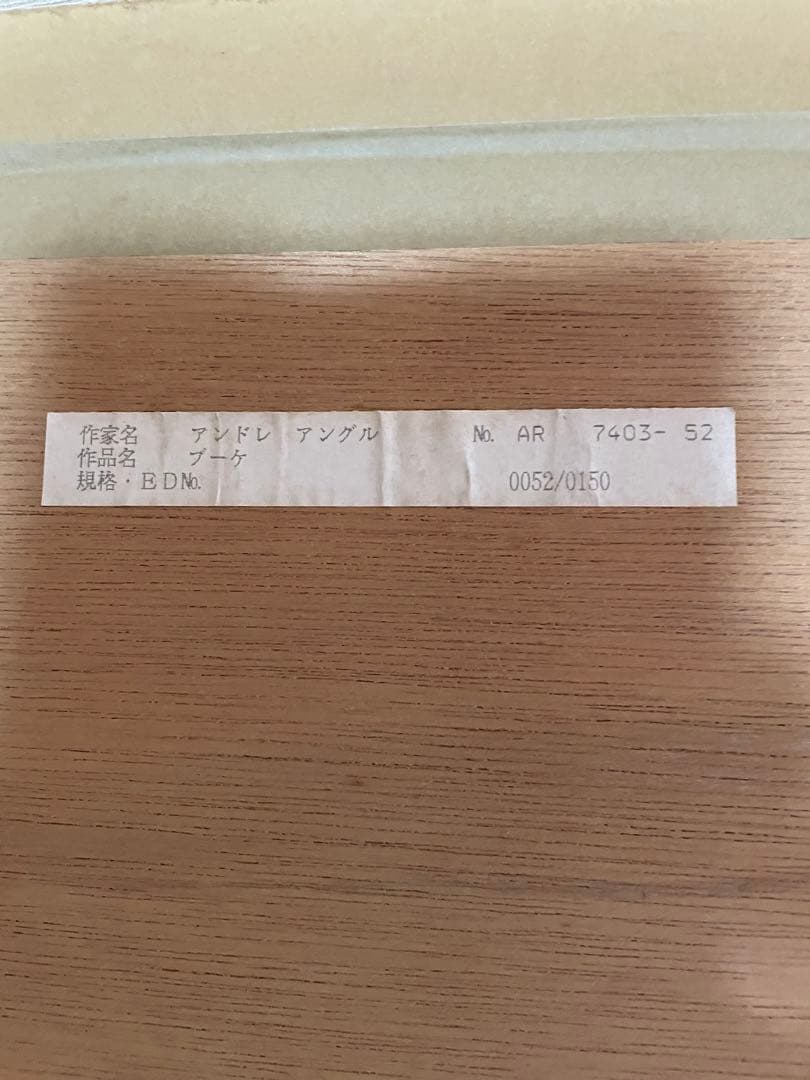 作家名 アンドレ アングル № AR 7403- 52
作品名 ブーケ
規格・ED№ 0052/0150